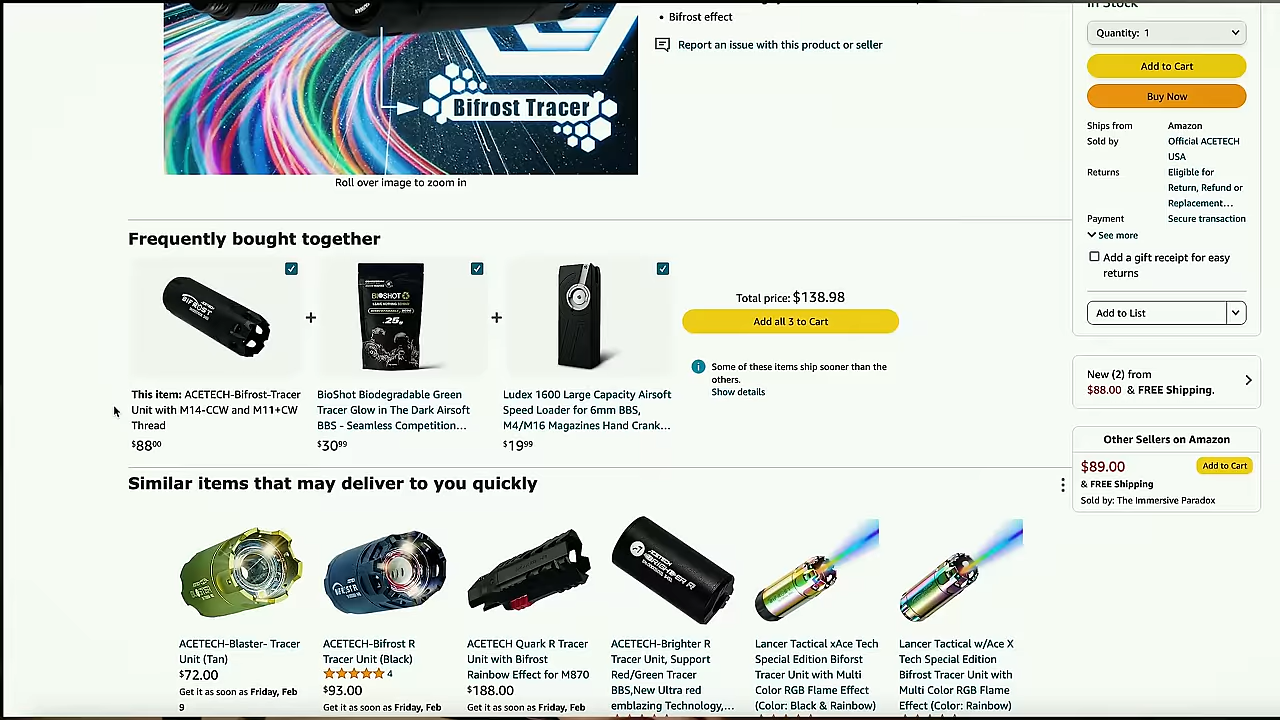 In Stock
• Bifrost effect
Report an issue with this product or seller
Quantity: 1
Add to Cart
Buy Now
Bifrost Tracer
Roll over image to zoom in
Ships from Amazon
Sold by Official ACETECH
USA
Returns Eligible for
Return, Refund or
Replacement...
Payment Secure transaction
See more
Add a gift receipt for easy
returns
Add to List
Frequently bought together
BIFROST
BIOSHOT
.25g
+
+
Total price: $138.98
Add all 3 to Cart
Some of these items ship sooner than the
others.
Show details
This item: ACETECH-Bifrost-Tracer
Unit with M14-CCW and M11+CW
Thread
$8800
BioShot Biodegradable Green
Tracer Glow in The Dark Airsoft
BBS - Seamless Competition...
$3099
Ludex 1600 Large Capacity Airsoft
Speed Loader for 6mm BBS,
M4/M16 Magazines Hand Crank...
$1999
New (2) from
$88.00 & FREE Shipping.
Other Sellers on Amazon
$89.00
Add to Cart
& FREE Shipping
Sold by: The Immersive Paradox
Similar items that may deliver to you quickly
ACETECH-Blaster- Tracer
Unit (Tan)
$72.00
Get it as soon as Friday, Feb
9
ACETECH-Bifrost R
Tracer Unit (Black)
4
$93.00
Get it as soon as Friday, Feb
ACETECH Quark R Tracer
Unit with Bifrost
Rainbow Effect for M870
$188.00
Get it as soon as Friday, Feb
BRIGHTER R
ACETECH-Brighter R
Tracer Unit, Support
Red/Green Tracer
BBS,New Ultra red
emblazing Technology,...
Lancer Tactical xAce Tech
Special Edition Biforst
Tracer Unit with Multi
Color RGB Flame Effect
(Color: Black & Rainbow)
Lancer Tactical w/Ace X
Tech Special Edition
Bifrost Tracer Unit with
Multi Color RGB Flame
Effect (Color: Rainbow)